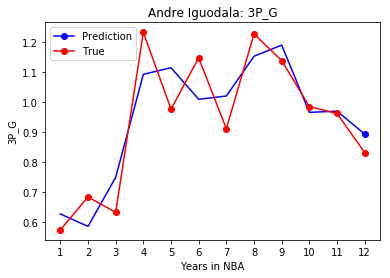 Andre Iguodala: 3P_G
Prediction
True
1.2
1.1
1.0
0.9
0.8
0.7
0.6
3P_G
1 2 3 4 5 6 7 8 9 10 11 12
Years in NBA